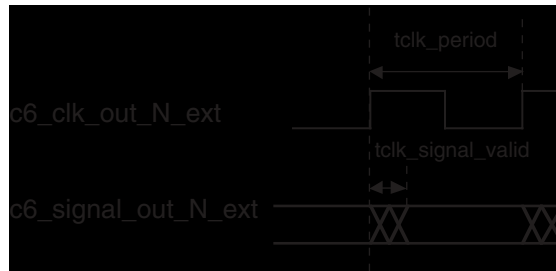 tclk_period
c6_clk_out_N_ext
tclk_signal_valid
c6_signal_out_N_ext